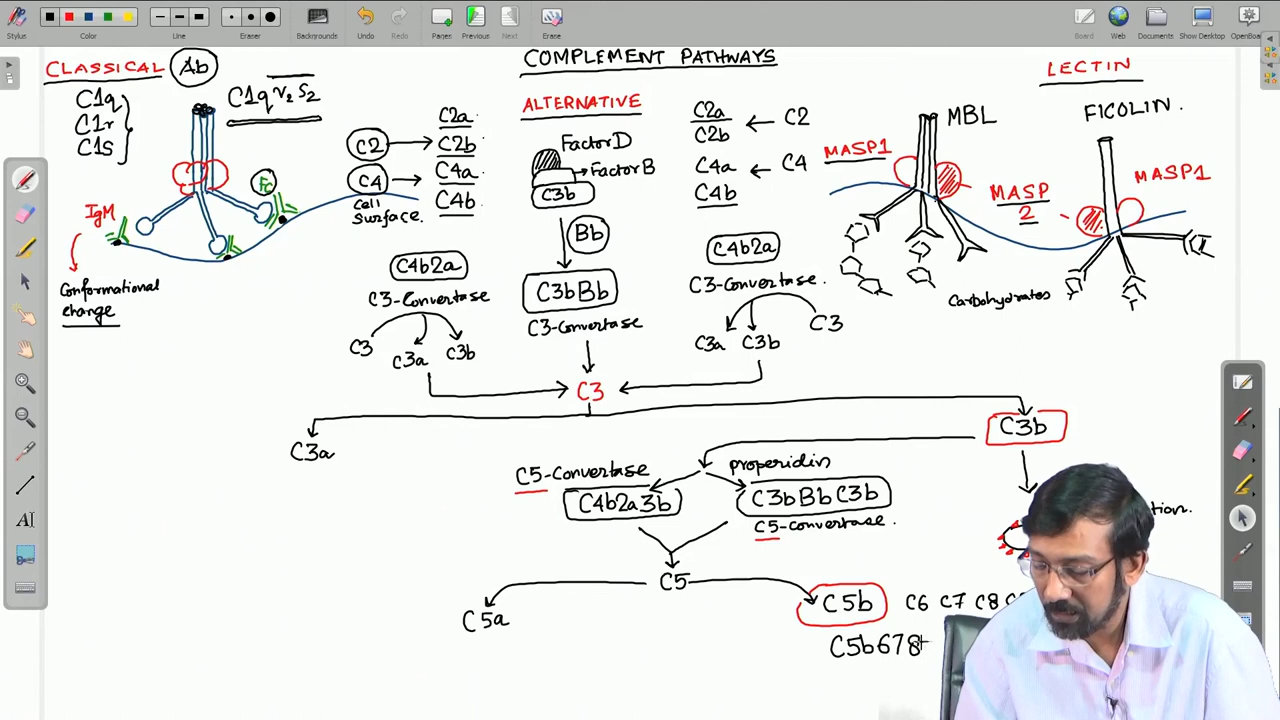 Stylus
Color
Eraser
Backgrounds
Undo
Redo
Pages
Previous
Next
Erase
Board
Web
Documents
Show Desktop
OpenBoard
COMPLEMENT PATHWAYS
CLASSICAL
Ab
C1q
C1r
C1s
C1q r2 s2
IgM
Fc
Conformational
change
C2
C2a
C2b
C4
C4a
C4b
Cell
Surface.
C4b2a
C3-Convertase
C3
C3a
C3b
ALTERNATIVE
Factor D
Factor B
C3b
Bb
C3bBb
C3-Convertase
C2a
C2b
C2
C4a
C4b
C4
C4b2a
C3-Convertase.
C3a
C3b
C3
LECTIN
MBL
FICOLIN.
MASP1
MASP
2
MASP1
Carbohydrates
C3
C3a
C3b
C5-Convertase
properidin
C4b2a3b
C3bBbC3b
C5-convertase.
tion.
C5
C5a
C5b
C6 C7 C8
C5b678